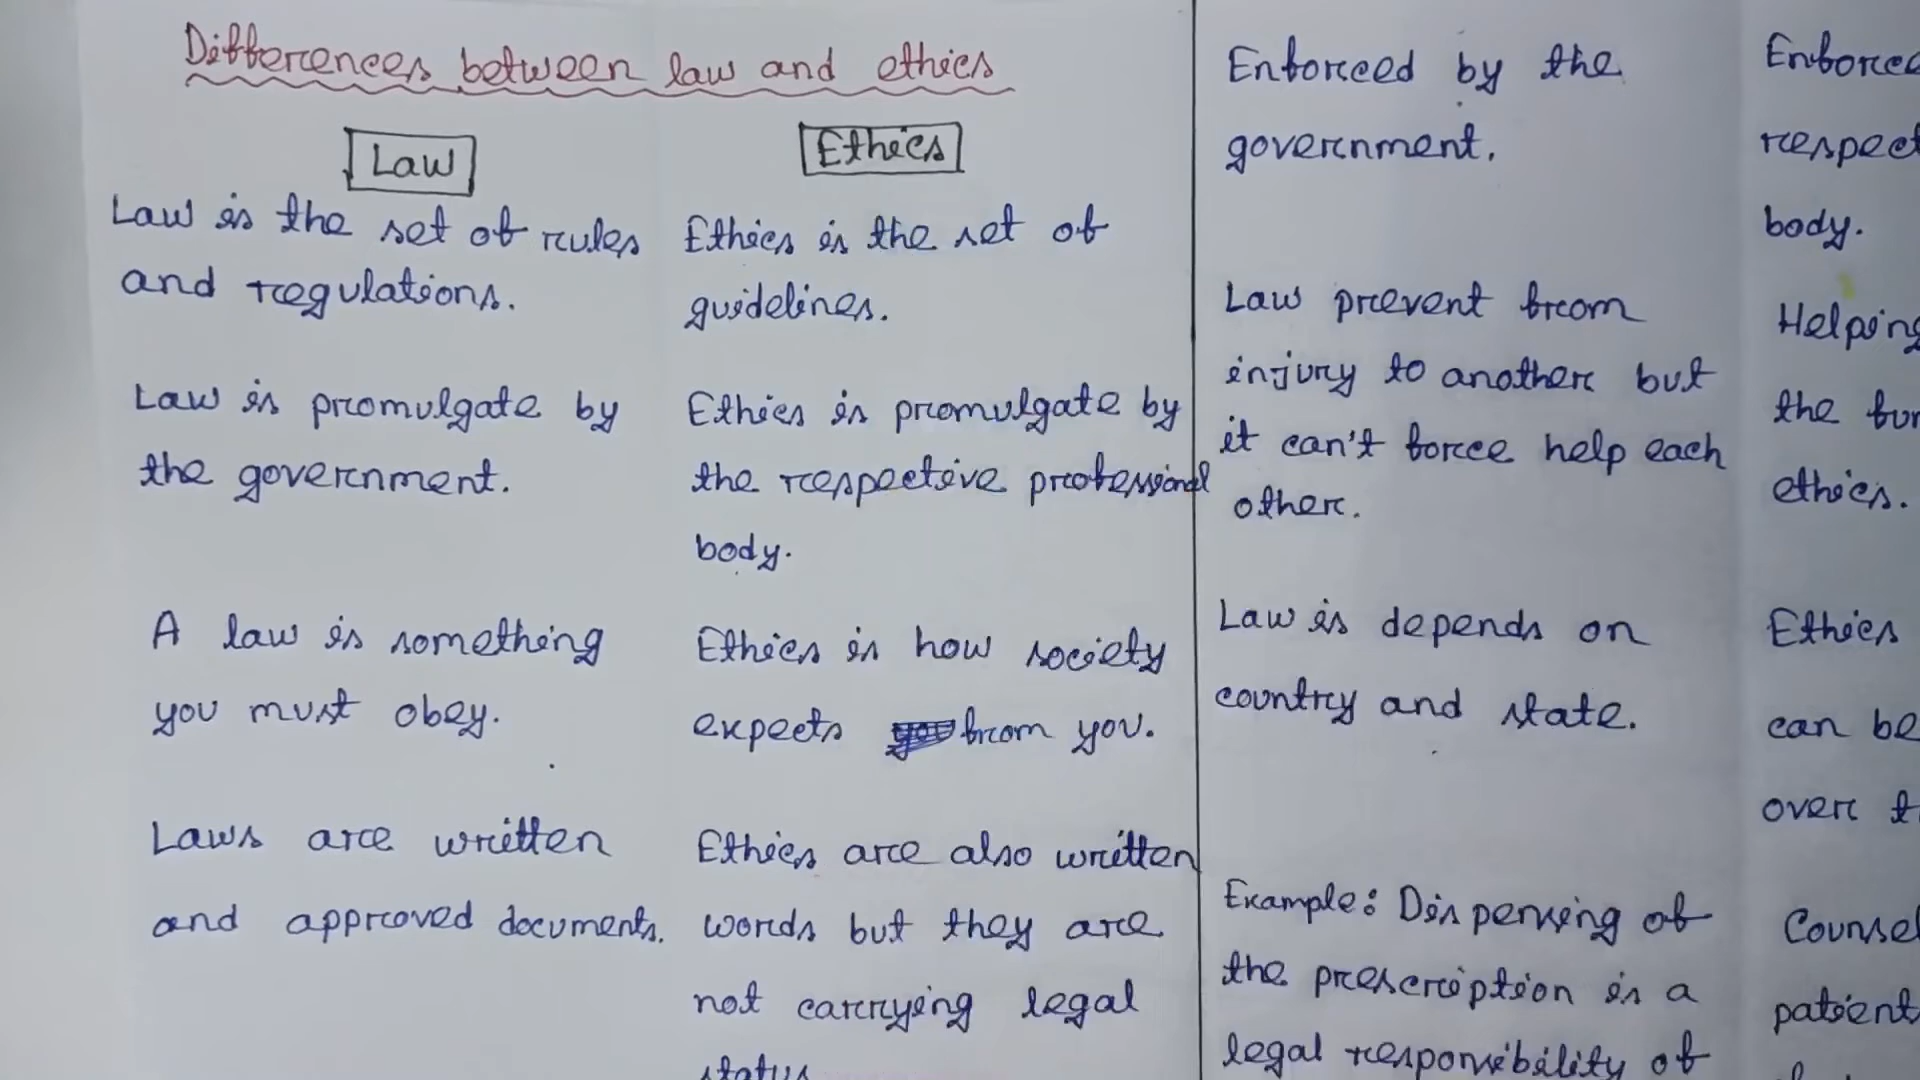 Differences between law and ethics
Law
Law is the set of rules
and regulations.
Law is promulgate by
the government.
A law is something
you must obey.
Laws are written
and approved documents.
Ethics
Ethics is the set of
guidelines.
Ethics is promulgate by
the respective professional
body.
Ethics is how society
expects from you.
Ethics are also written
words but they are
not carrying legal
status
Enforced by the
government.
Law prevent from
injury to another but
it can't force help each
other.
Law is depends on
country and state.
Example: Dispensing of
the prescription is a
legal responsibility of
Enforced
respect
body.
Helping
the
ethics.
Ethics
can be
over
Counsel
patient